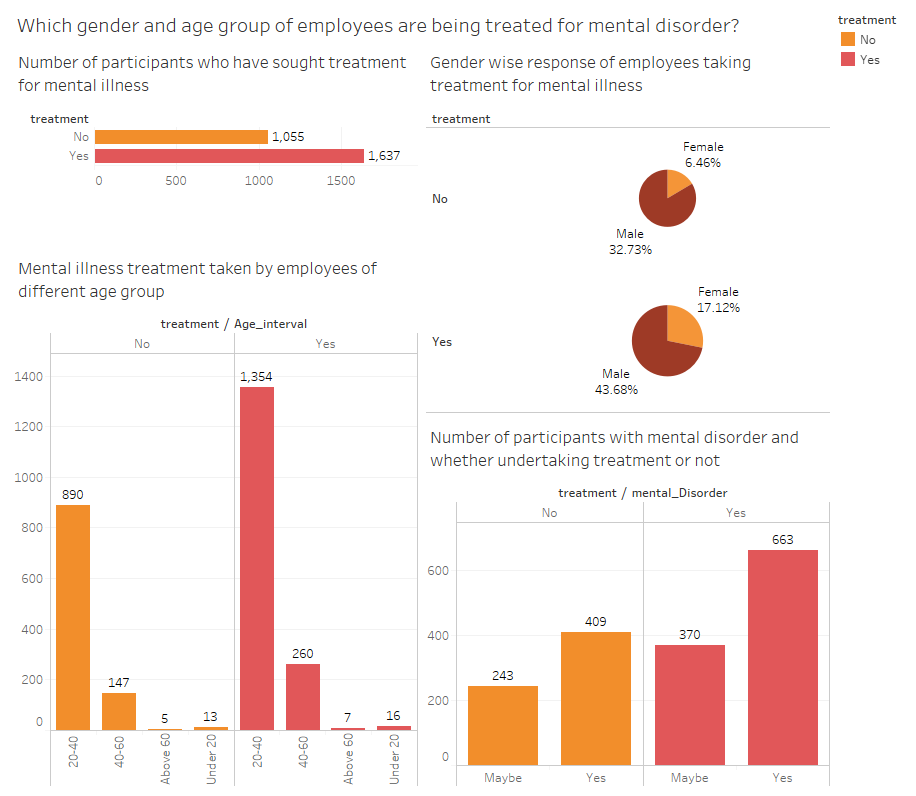 Which gender and age group of employees are being treated for mental disorder?
treatment
No
Yes
Number of participants who have sought treatment
for mental illness
treatment
No 1,055
Yes 1,637
0 500 1000 1500
Gender wise response of employees taking
treatment for mental illness
treatment
Female
6.46%
No
Male
32.73%
Female
17.12%
Yes
Male
43.68%
Mental illness treatment taken by employees of
different age group
treatment / Age_interval
No Yes
1400
1200
1000
800
600
400
200
0
890
147
5
13
1,354
260
7
16
20-40
40-60
Above 60
Under 20
20-40
40-60
Above 60
Under 20
Number of participants with mental disorder and
whether undertaking treatment or not
treatment / mental_Disorder
No Yes
600
400
200
0
243
409
370
663
Maybe Yes Maybe Yes